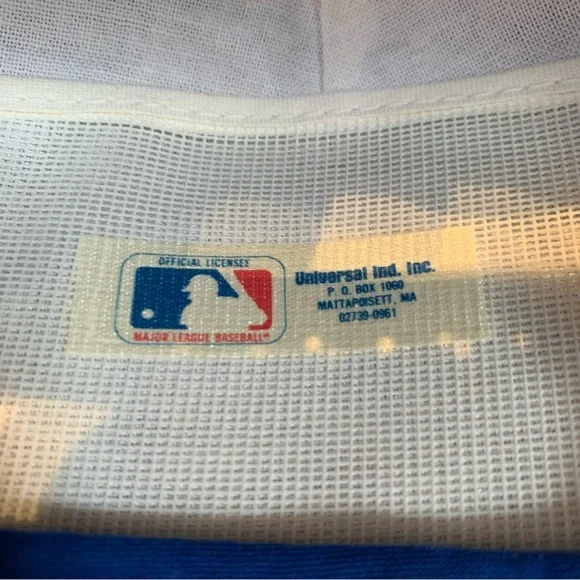 OFFICIAL LICENSEE
MAJOR LEAGUE BASEBALL®
Universal Ind. Inc.
P. O. BOX 1060
MATTAPOISETT, MA
02739-0961